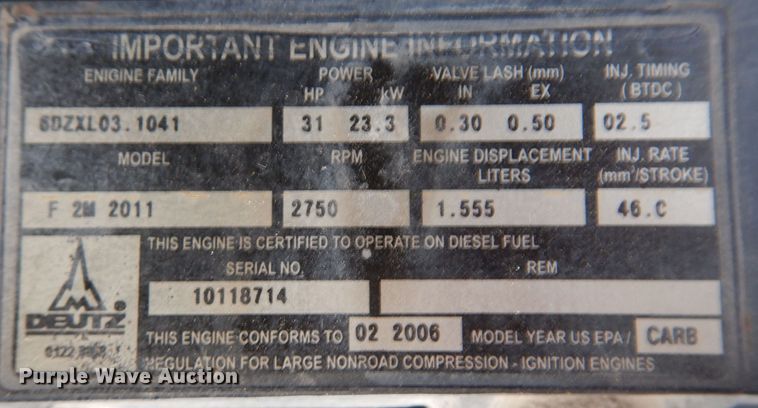 IMPORTANT ENGINE INFORMATION
ENIGINE FAMILY POWER VALVE LASH (mm) INJ. TIMING
HP kW IN EX (BTDC)
6DZXL03.1041 31 23.3 0.30 0.50 02.5
MODEL RPM ENGINE DISPLACEMENT INJ. RATE
LITERS (mm³/STROKE)
F 2M 2011 2750 1.555 46.C
THIS ENGINE IS CERTIFIED TO OPERATE ON DIESEL FUEL
SERIAL NO. REM
10118714
DEUTZ ®
THIS ENGINE CONFORMS TO 02 2006 MODEL YEAR US EPA / CARB
0122
REGULATION FOR LARGE NONROAD COMPRESSION - IGNITION ENGINES
Purple Wave Auction